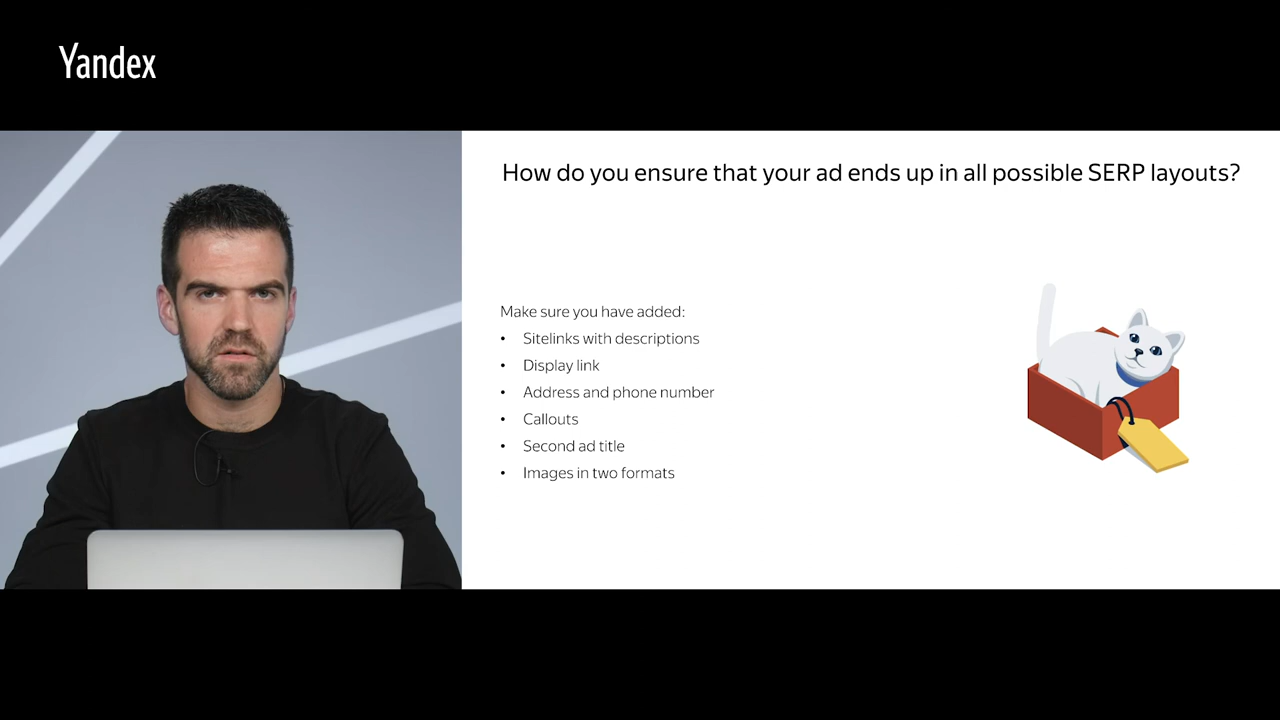 Yandex
How do you ensure that your ad ends up in all possible SERP layouts?
Make sure you have added:
• Sitelinks with descriptions
• Display link
• Address and phone number
• Callouts
• Second ad title
• Images in two formats